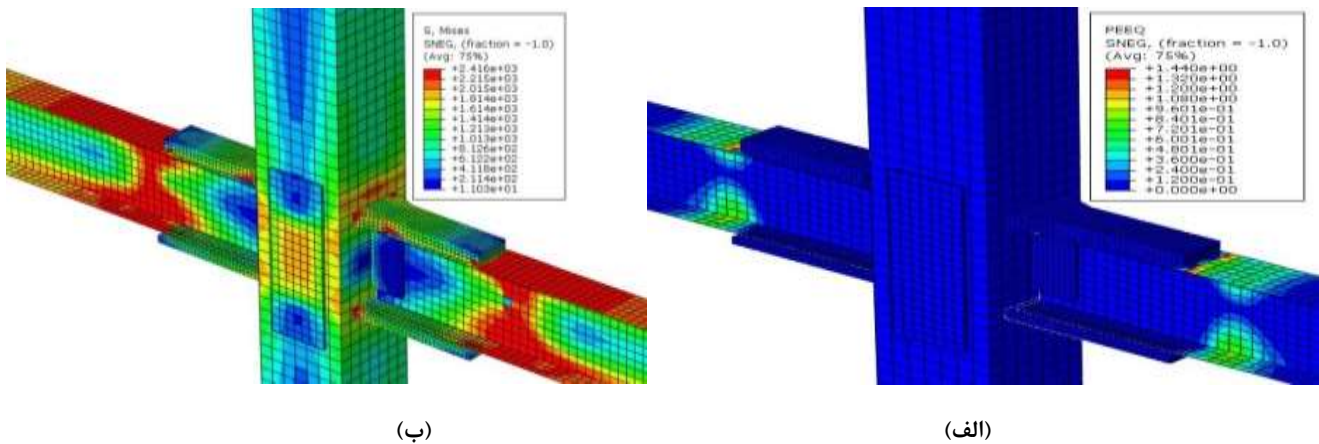 S, Mises
SNEG, (fraction = -1.0)
(Avg: 75%)
+2.416e+03
+2.215e+03
+2.015e+03
+1.814e+03
+1.614e+03
+1.414e+03
+1.213e+03
+1.013e+03
+8.126e+02
+6.122e+02
+4.118e+02
+2.114e+02
+1.103e+01
PEEQ
SNEG, (fraction = -1.0)
(Avg: 75%)
+1.440e+00
+1.320e+00
+1.200e+00
+1.080e+00
+9.601e-01
+8.401e-01
+7.201e-01
+6.001e-01
+4.801e-01
+3.600e-01
+2.400e-01
+1.200e-01
+0.000e+00
(الف)
(ب)